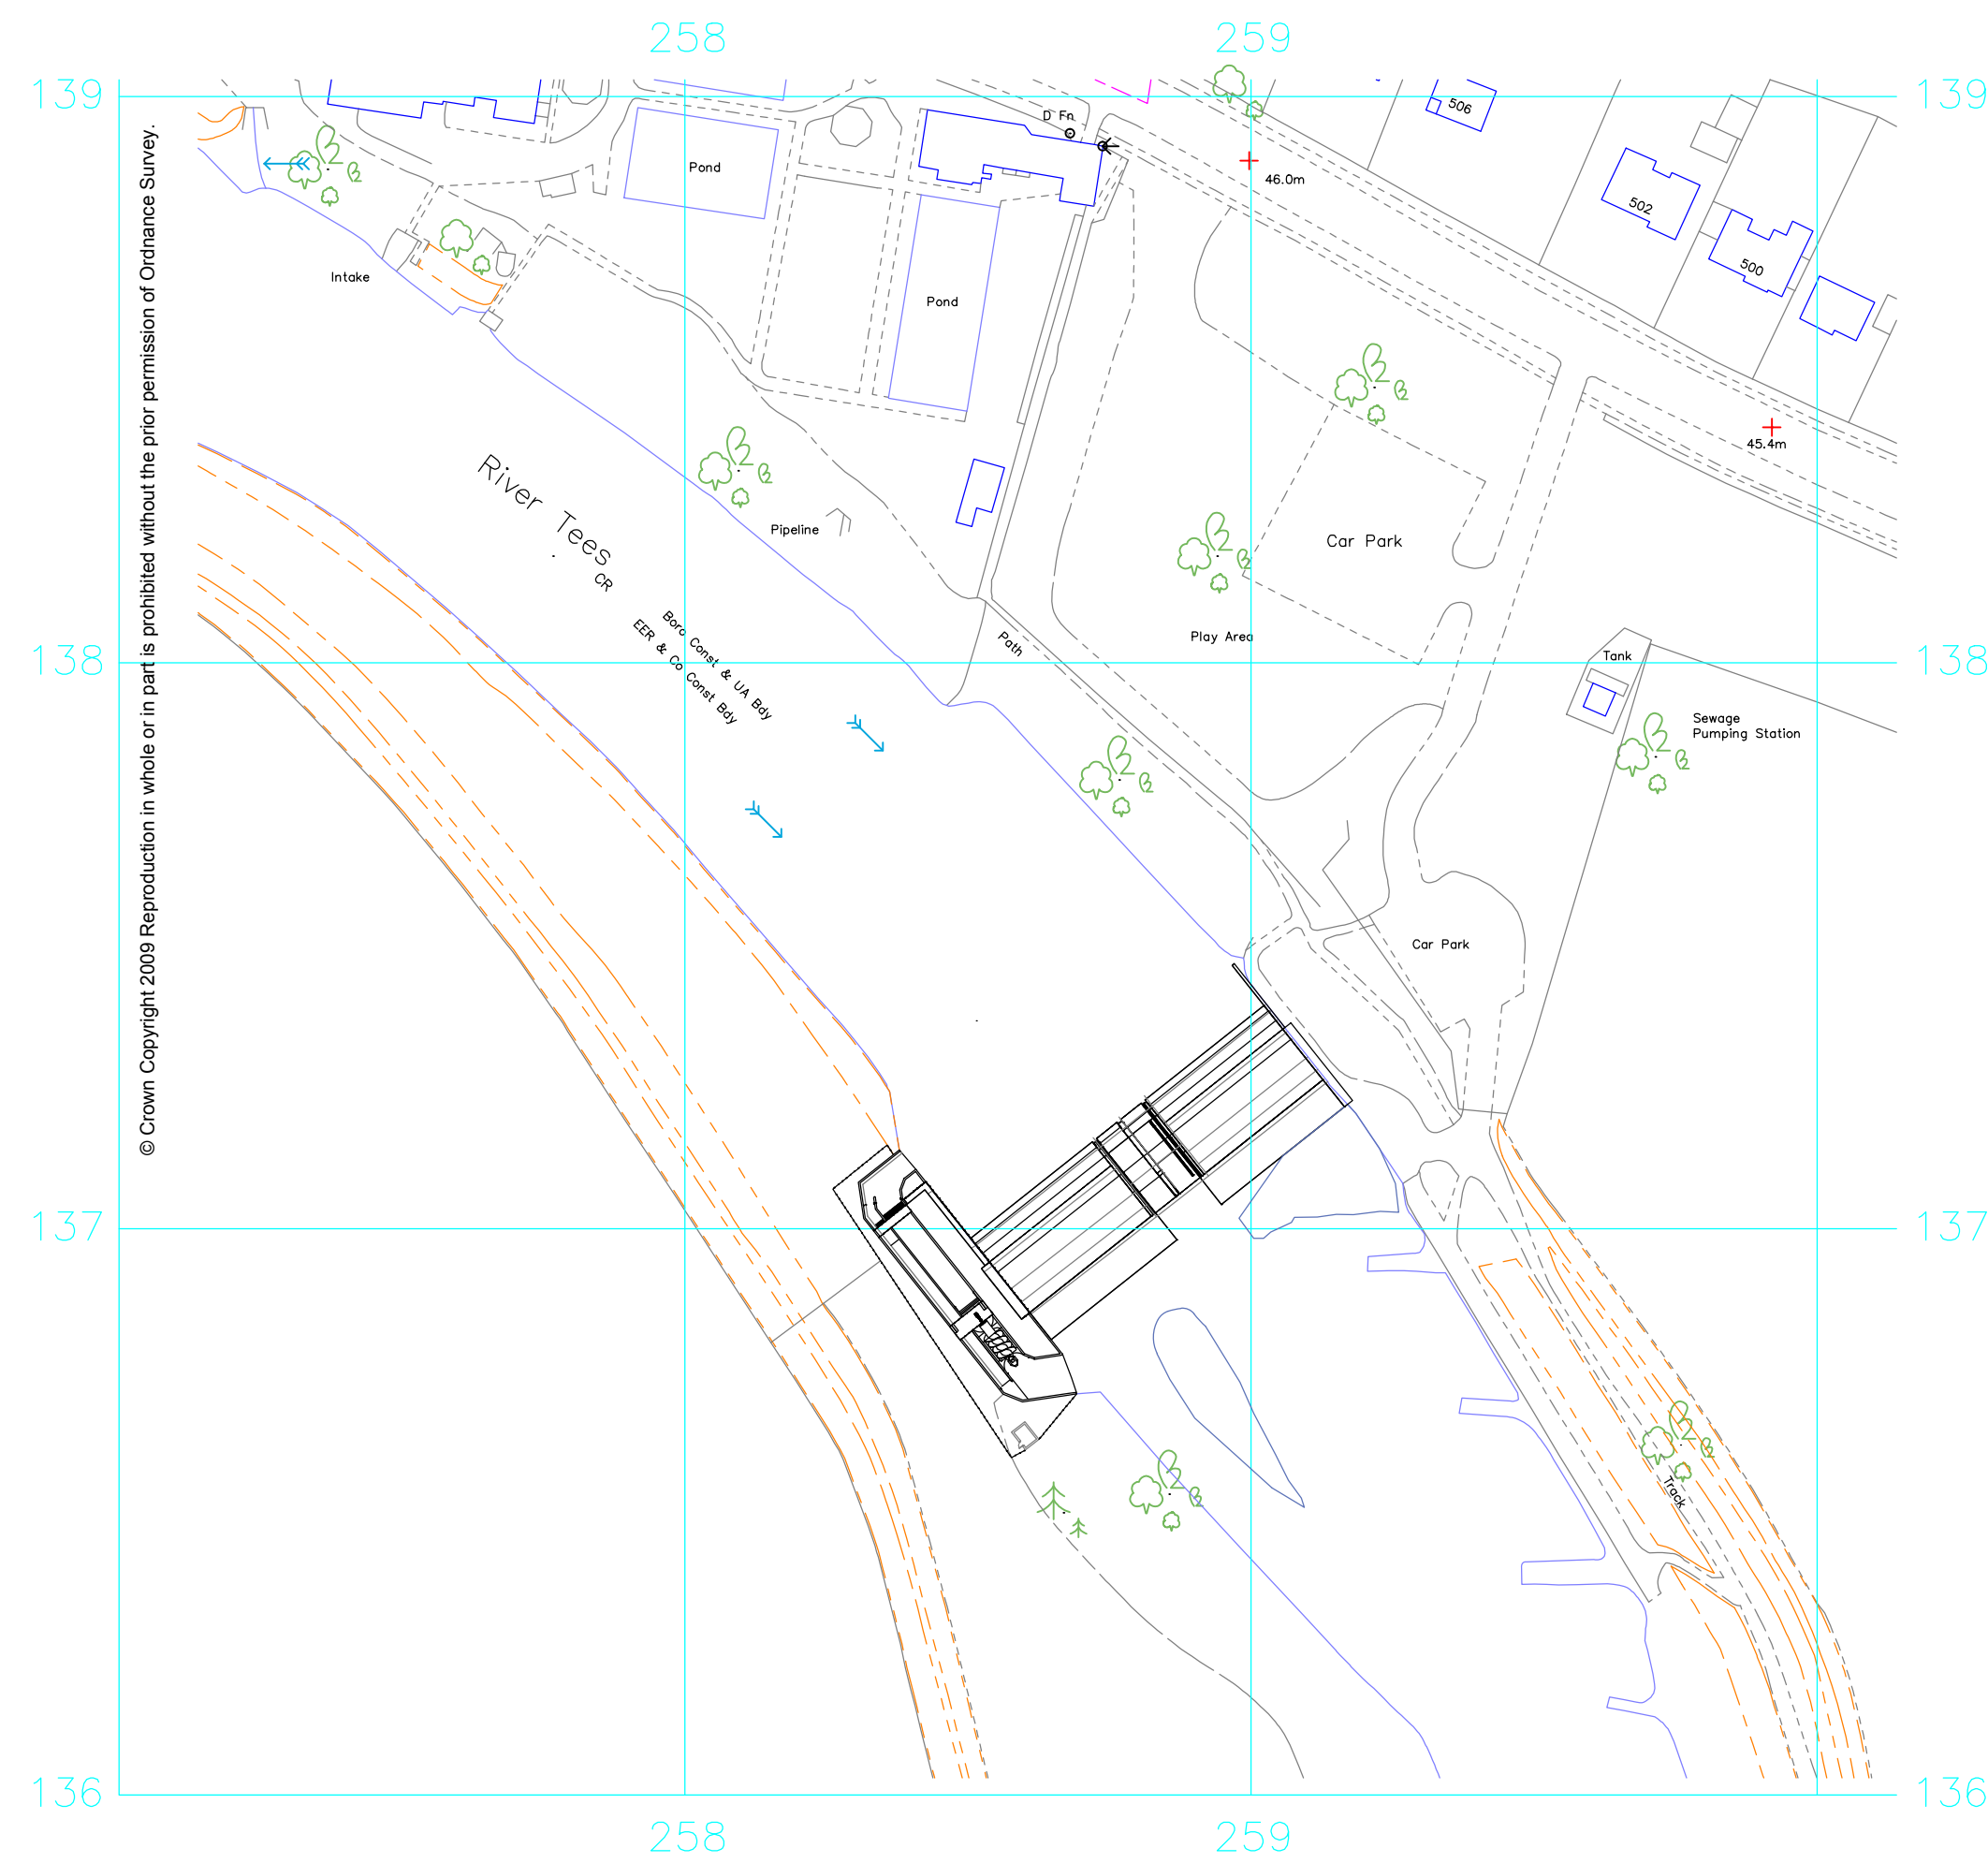 258
259
139
139
© Crown Copyright 2009 Reproduction in whole or in part is prohibited without the prior permission of Ordnance Survey.
506
D Fn
Pond
46.0m
502
500
Intake
Pond
45.4m
River Tees
Pipeline
Car Park
CR
Boro Const & UA Bdy
EER & Co Const Bdy
Path
Play Area
Tank
138
138
Sewage
Pumping Station
Car Park
137
137
Track
136
136
258
259